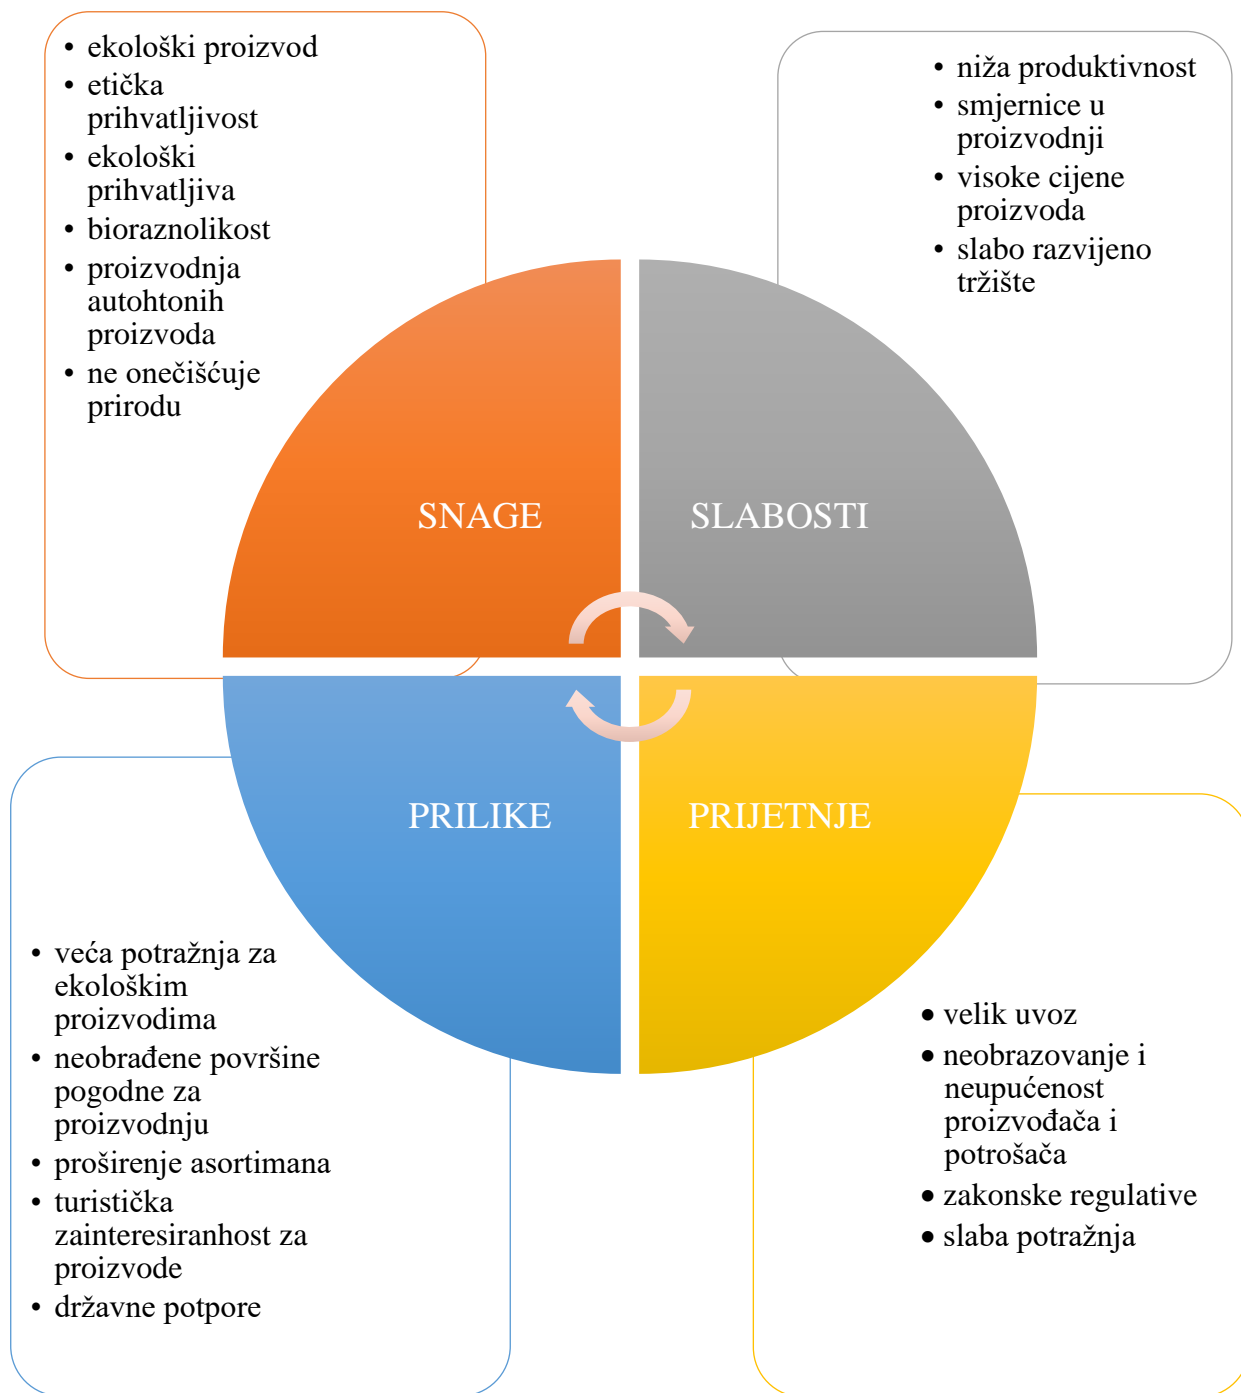 • ekološki proizvod
• etička
prihvatljivost
• ekološki
prihvatljiva
• bioraznolikost
• proizvodnja
autohtonih
proizvoda
• ne onečišćuje
prirodu
• niža produktivnost
• smjernice u
proizvodnji
• visoke cijene
proizvoda
• slabo razvijeno
tržište
SNAGE
SLABOSTI
PRILIKE
PRIJETNJE
• veća potražnja za
ekološkim
proizvodima
• neobrađene površine
pogodne za
proizvodnju
• proširenje asortimana
• turistička
zainteresiranhost za
proizvode
• državne potpore
• velik uvoz
• neobrazovanje i
neupućenost
proizvođača i
potrošača
• zakonske regulative
• slaba potražnja